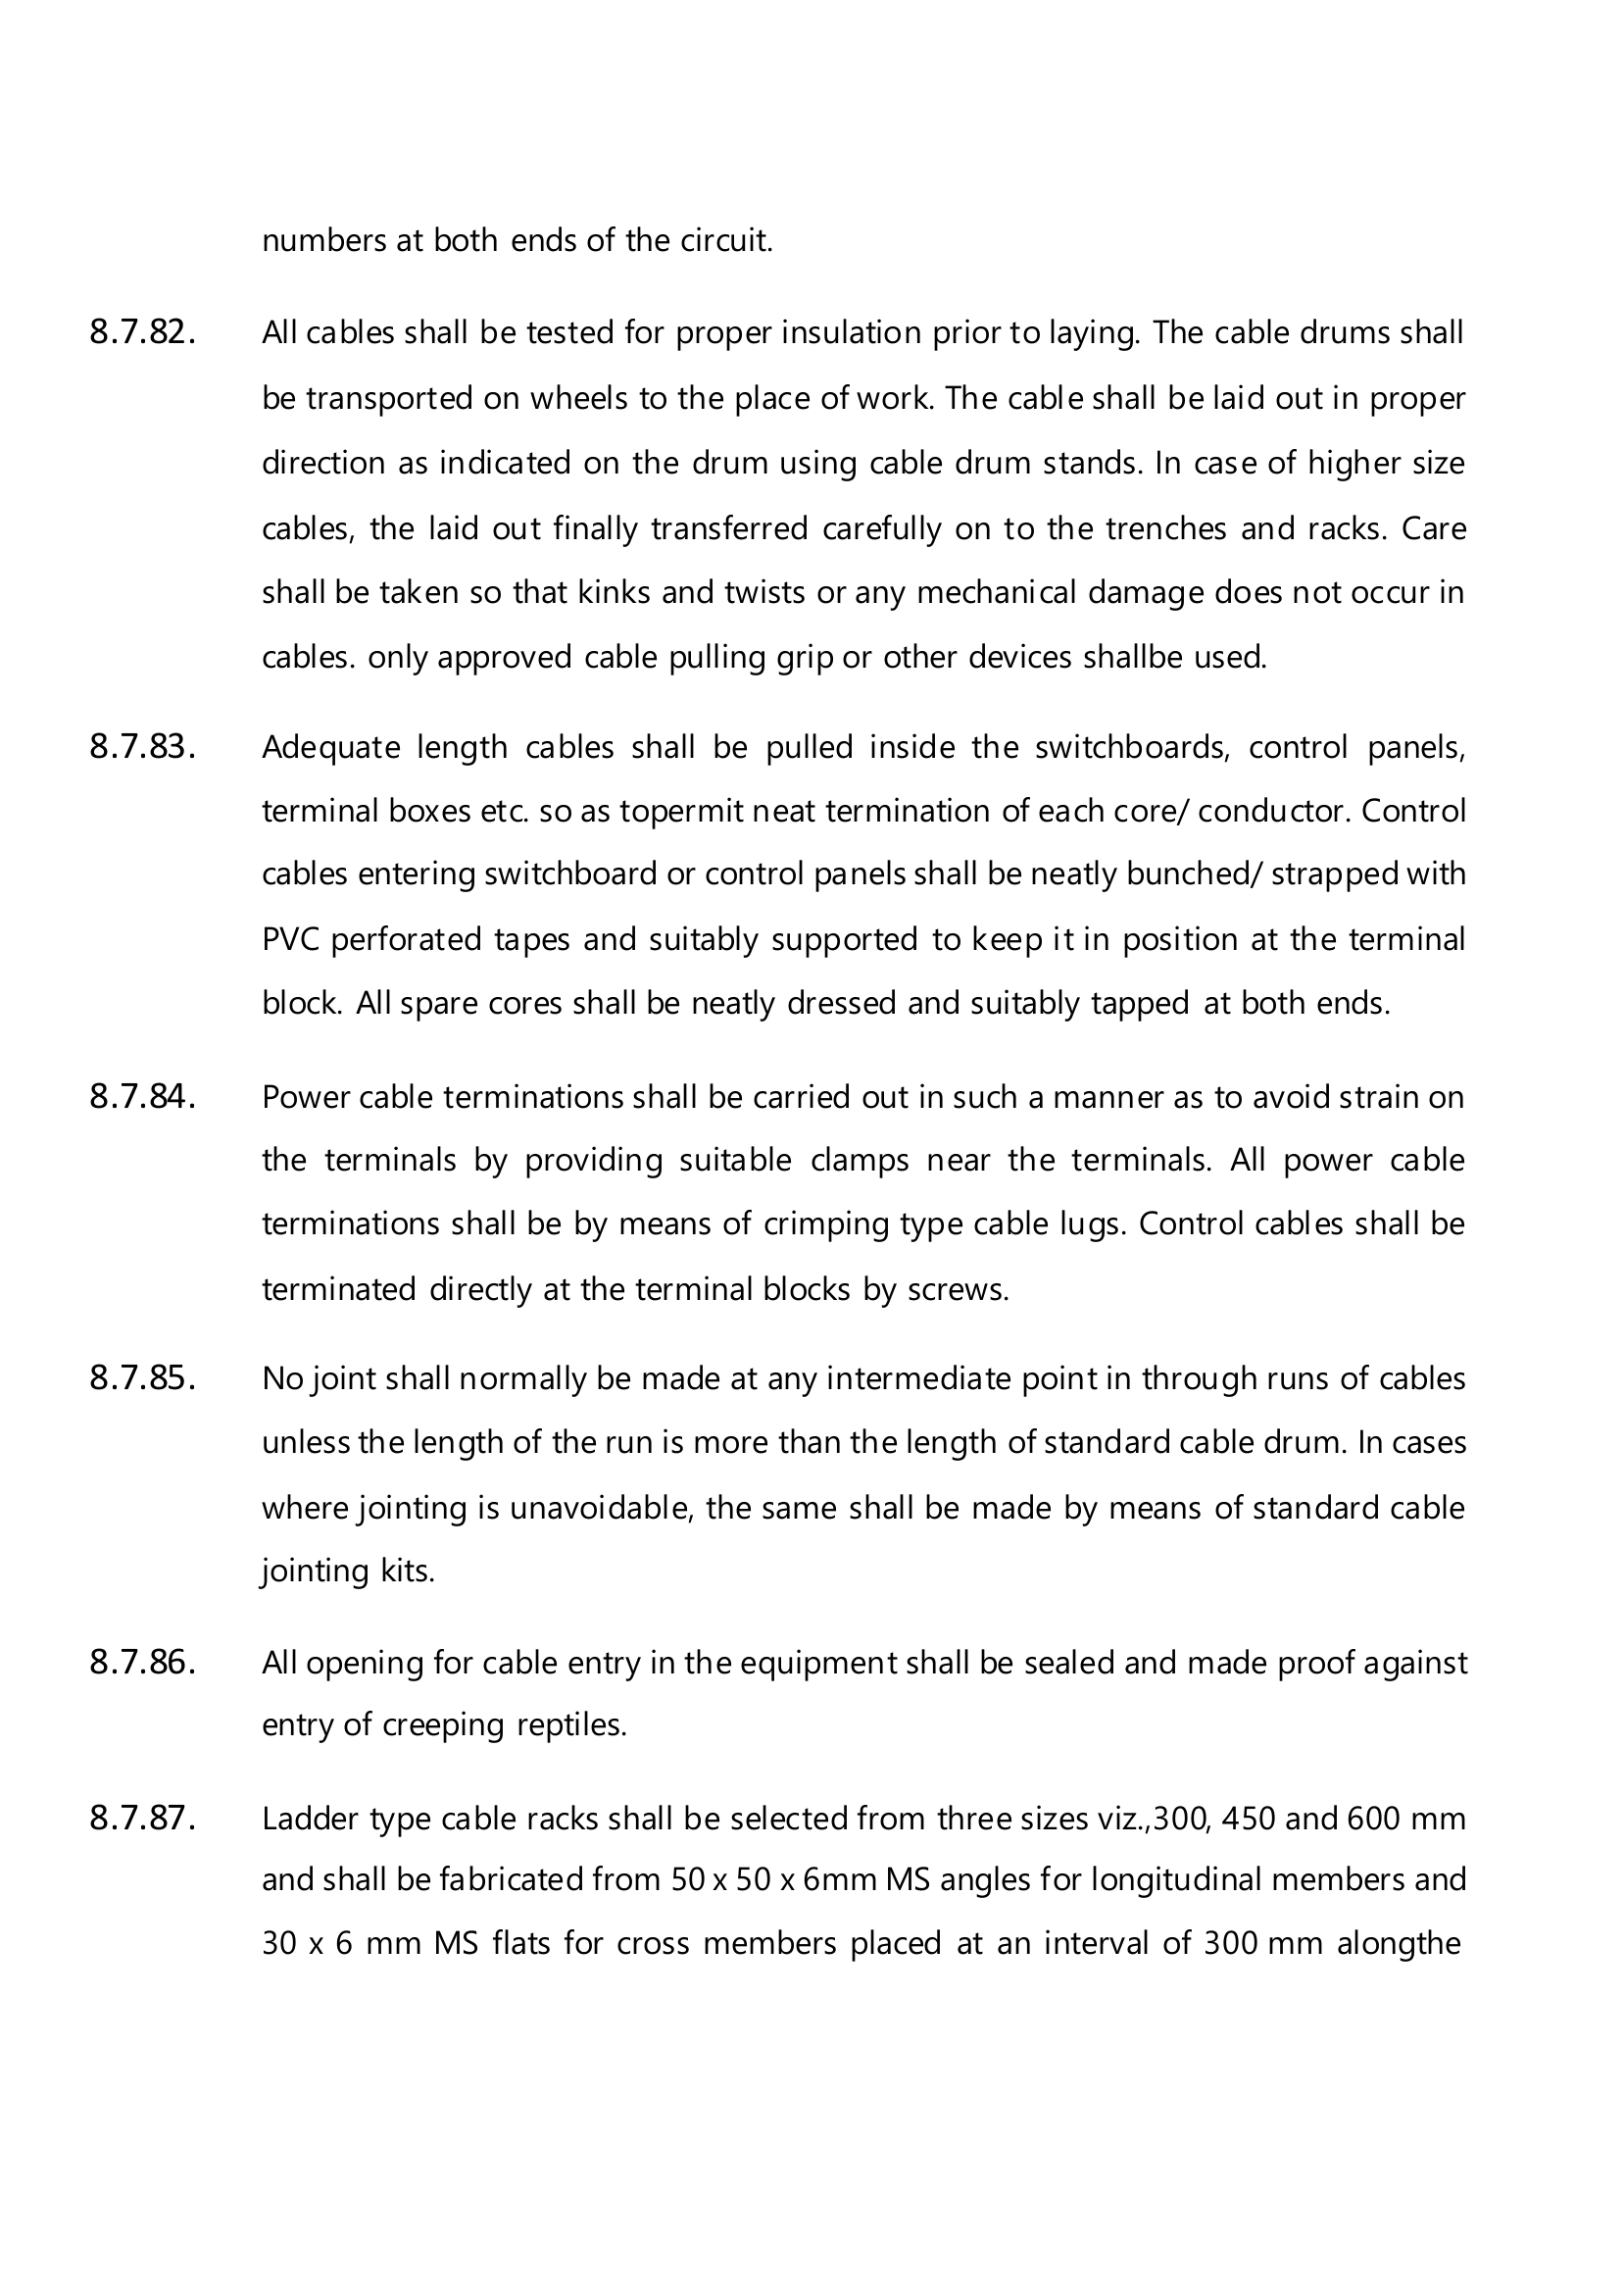 numbers at both ends of the circuit.
8.7.82. All cables shall be tested for proper insulation prior to laying. The cable drums shall
be transported on wheels to the place of work. The cable shall be laid out in proper
direction as indicated on the drum using cable drum stands. In case of higher size
cables, the laid out finally transferred carefully on to the trenches and racks. Care
shall be taken so that kinks and twists or any mechanical damage does not occur in
cables. only approved cable pulling grip or other devices shallbe used.
8.7.83. Adequate length cables shall be pulled inside the switchboards, control panels,
terminal boxes etc. so as topermit neat termination of each core/ conductor. Control
cables entering switchboard or control panels shall be neatly bunched/ strapped with
PVC perforated tapes and suitably supported to keep it in position at the terminal
block. All spare cores shall be neatly dressed and suitably tapped at both ends.
8.7.84. Power cable terminations shall be carried out in such a manner as to avoid strain on
the terminals by providing suitable clamps near the terminals. All power cable
terminations shall be by means of crimping type cable lugs. Control cables shall be
terminated directly at the terminal blocks by screws.
8.7.85. No joint shall normally be made at any intermediate point in through runs of cables
unless the length of the run is more than the length of standard cable drum. In cases
where jointing is unavoidable, the same shall be made by means of standard cable
jointing kits.
8.7.86. All opening for cable entry in the equipment shall be sealed and made proof against
entry of creeping reptiles.
8.7.87. Ladder type cable racks shall be selected from three sizes viz.,300, 450 and 600 mm
and shall be fabricated from 50 x 50 x 6mm MS angles for longitudinal members and
30 x 6 mm MS flats for cross members placed at an interval of 300 mm alongthe